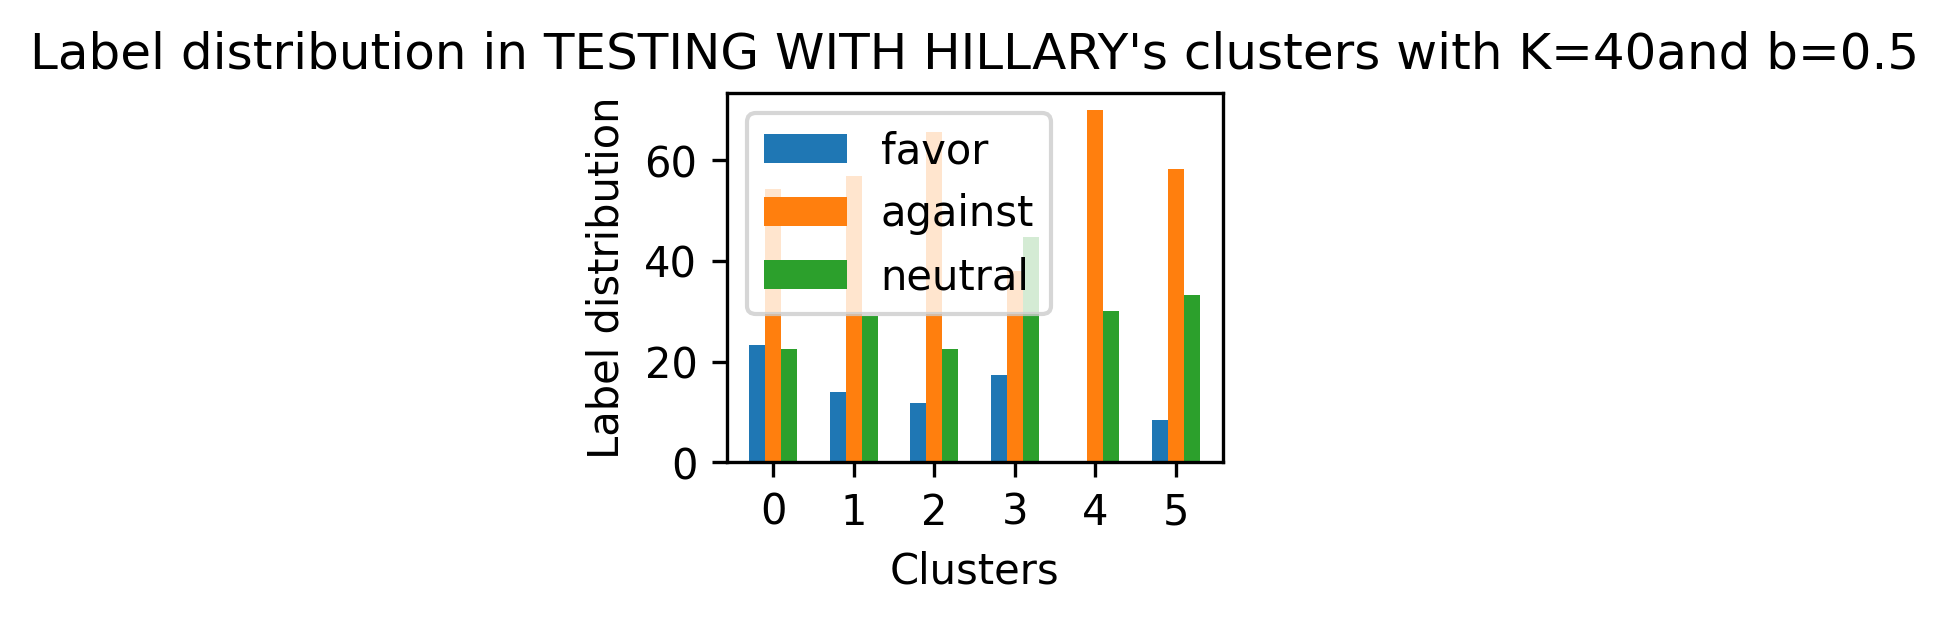 Label distribution in TESTING WITH HILLARY's clusters with K=40and b=0.5
Label distribution
60
40
20
0
favor
against
neutral
0 1 2 3 4 5
Clusters